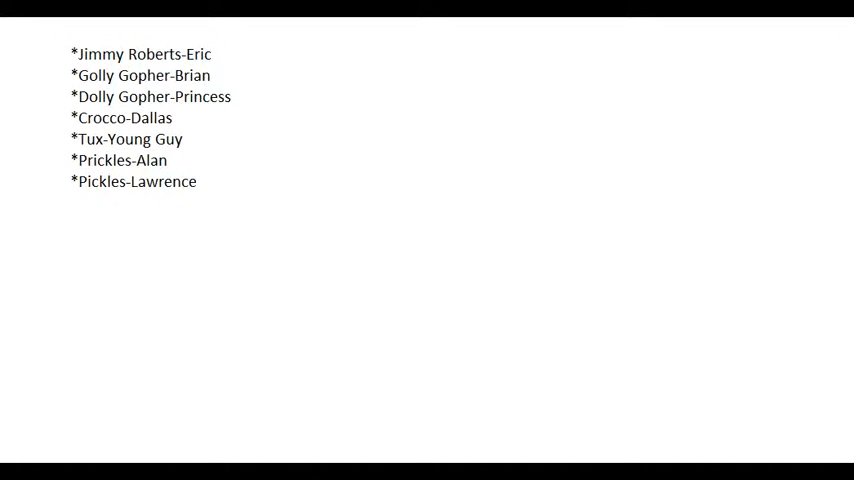 *Jimmy Roberts-Eric
*Golly Gopher-Brian
*Dolly Gopher-Princess
*Crocco-Dallas
*Tux-Young Guy
*Prickles-Alan
*Pickles-Lawrence